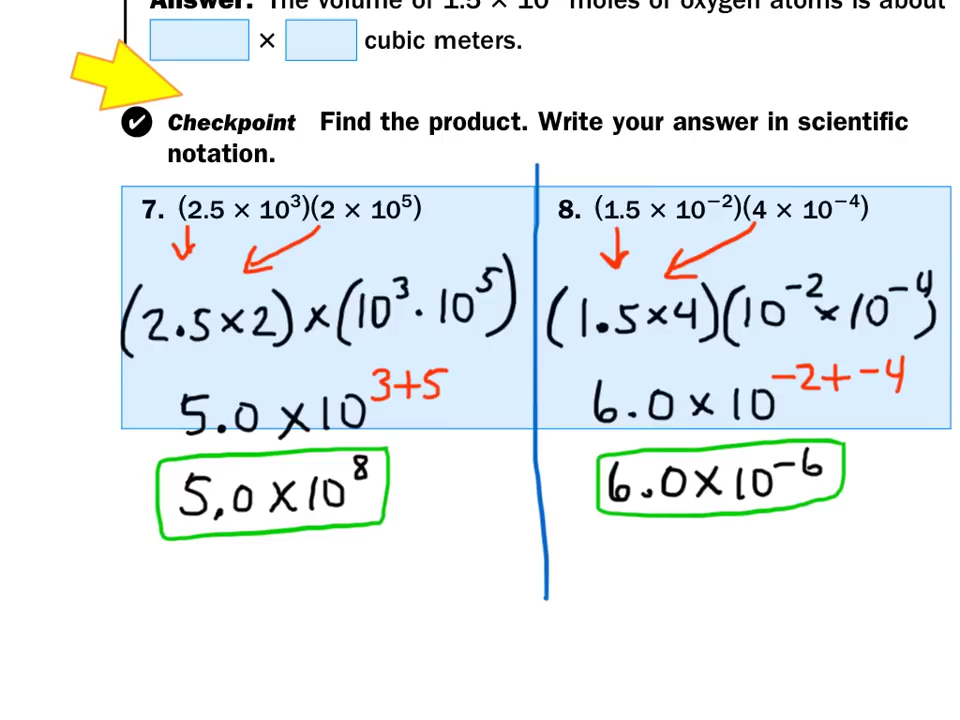 Answer: The volume of 1.5 × 10 moles of oxygen atoms is about
× cubic meters.
✔ Checkpoint Find the product. Write your answer in scientific
notation.
7. (2.5 × 10³)(2 × 10⁵)
(2.5×2)×(10³·10⁵)
5.0 ×10³⁺⁵
5.0 ×10⁸
8. (1.5 × 10⁻²)(4 × 10⁻⁴)
(1.5×4)(10⁻²×10⁻⁴)
6.0 × 10⁻²⁺⁻⁴
6.0×10⁻⁶